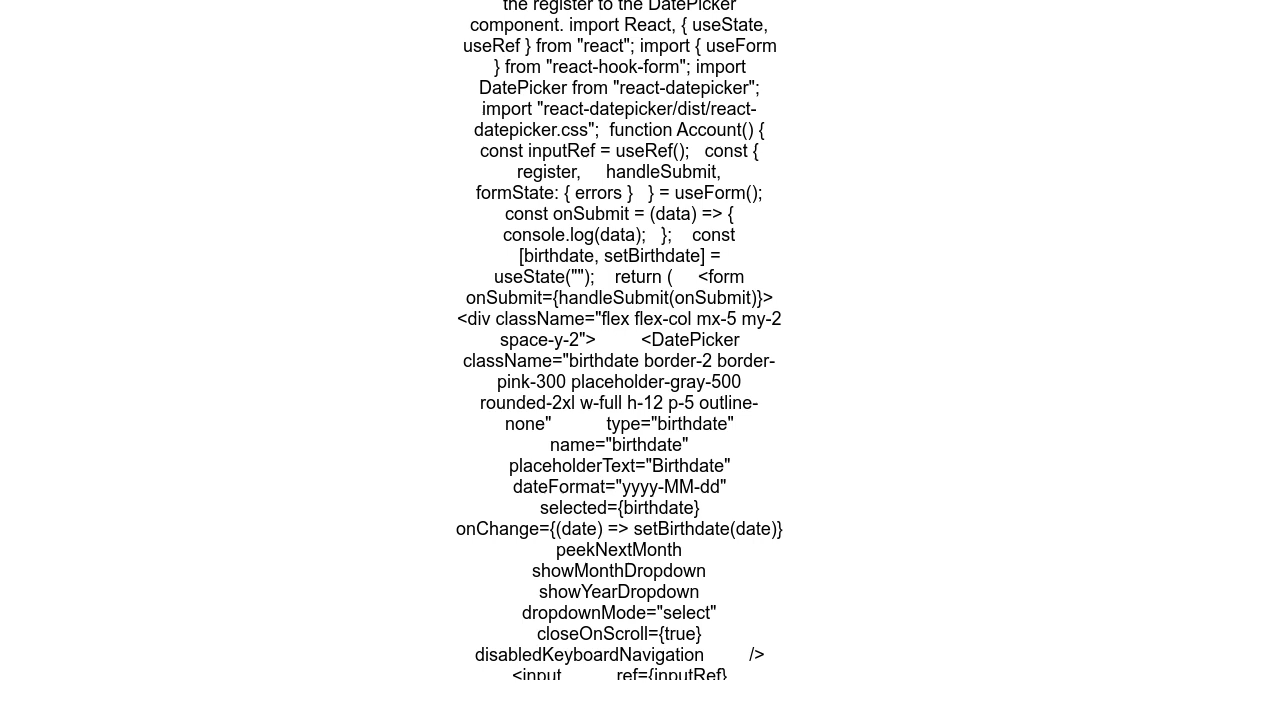 the register to the DatePicker
component. import React, { useState,
useRef } from "react"; import { useForm
} from "react-hook-form"; import
DatePicker from "react-datepicker";
import "react-datepicker/dist/react-
datepicker.css";  function Account() {
const inputRef = useRef();   const {
register,     handleSubmit,
formState: { errors }   } = useForm();
const onSubmit = (data) => {
console.log(data);   };    const
[birthdate, setBirthdate] =
useState("");    return (     <form
onSubmit={handleSubmit(onSubmit)}>
<div className="flex flex-col mx-5 my-2
space-y-2">         <DatePicker
className="birthdate border-2 border-
pink-300 placeholder-gray-500
rounded-2xl w-full h-12 p-5 outline-
none"           type="birthdate"
name="birthdate"
placeholderText="Birthdate"
dateFormat="yyyy-MM-dd"
selected={birthdate}
onChange={(date) => setBirthdate(date)}
peekNextMonth
showMonthDropdown
showYearDropdown
dropdownMode="select"
closeOnScroll={true}
disabledKeyboardNavigation         />
<input           ref={inputRef}